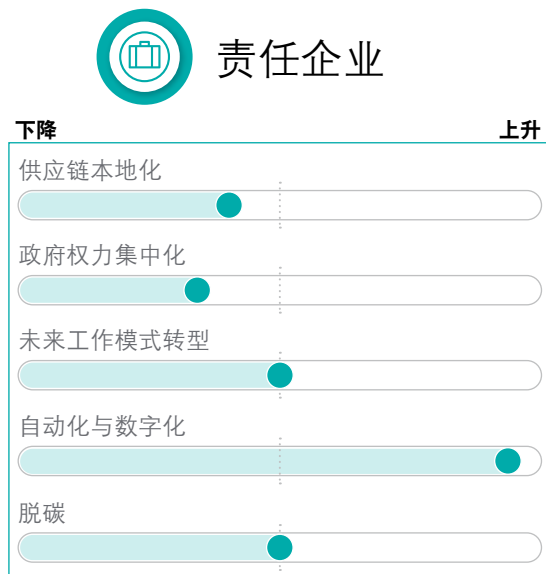 责任企业
下降 上升
供应链本地化
政府权力集中化
未来工作模式转型
自动化与数字化
脱碳